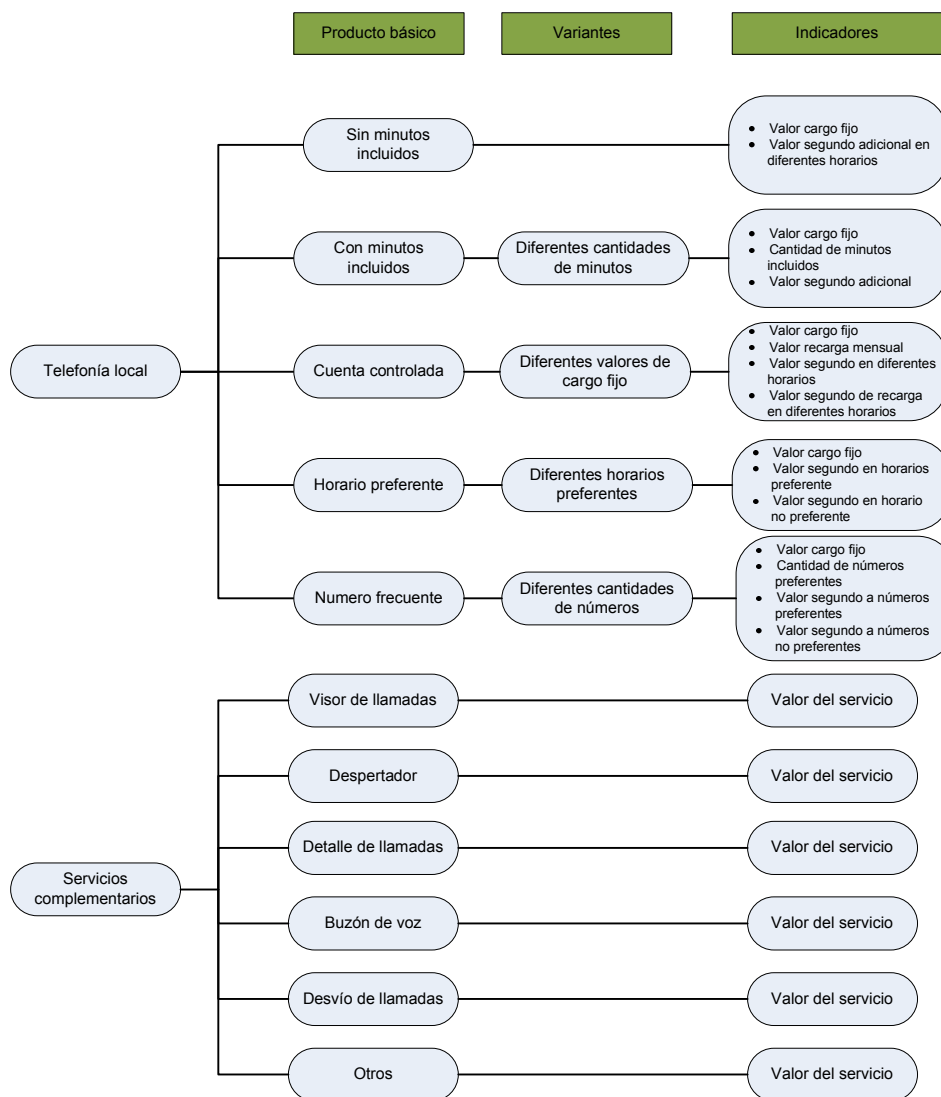 Producto básico
Variantes
Indicadores
Sin minutos
incluidos
• Valor cargo fijo
• Valor segundo adicional en
diferentes horarios
Con minutos
incluidos
Diferentes cantidades
de minutos
• Valor cargo fijo
• Cantidad de minutos
incluidos
• Valor segundo adicional
Telefonía local
Cuenta controlada
Diferentes valores de
cargo fijo
• Valor cargo fijo
• Valor recarga mensual
• Valor segundo en diferentes
horarios
• Valor segundo de recarga
en diferentes horarios
Horario preferente
Diferentes horarios
preferentes
• Valor cargo fijo
• Valor segundo en horarios
preferente
• Valor segundo en horario
no preferente
Numero frecuente
Diferentes cantidades
de números
• Valor cargo fijo
• Cantidad de números
preferentes
• Valor segundo a números
preferentes
• Valor segundo a números
no preferentes
Visor de llamadas
Valor del servicio
Despertador
Valor del servicio
Detalle de llamadas
Valor del servicio
Servicios
complementarios
Buzón de voz
Valor del servicio
Desvío de llamadas
Valor del servicio
Otros
Valor del servicio